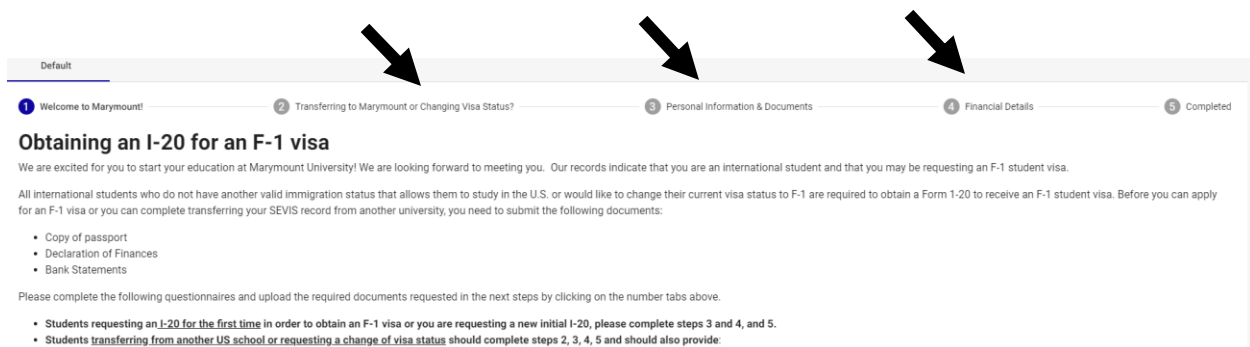 Default
1 Welcome to Marymount! 2 Transferring to Marymount or Changing Visa Status? 3 Personal Information & Documents 4 Financial Details 5 Completed
Obtaining an I-20 for an F-1 visa
We are excited for you to start your education at Marymount University! We are looking forward to meeting you. Our records indicate that you are an international student and that you may be requesting an F-1 student visa.
All international students who do not have another valid immigration status that allows them to study in the U.S. or would like to change their current visa status to F-1 are required to obtain a Form 1-20 to receive an F-1 student visa. Before you can apply
for an F-1 visa or you can complete transferring your SEVIS record from another university, you need to submit the following documents:
• Copy of passport
• Declaration of Finances
• Bank Statements
Please complete the following questionnaires and upload the required documents requested in the next steps by clicking on the number tabs above.
• Students requesting an I-20 for the first time in order to obtain an F-1 visa or you are requesting a new initial I-20, please complete steps 3 and 4, and 5.
• Students transferring from another US school or requesting a change of visa status should complete steps 2, 3, 4, 5 and should also provide: